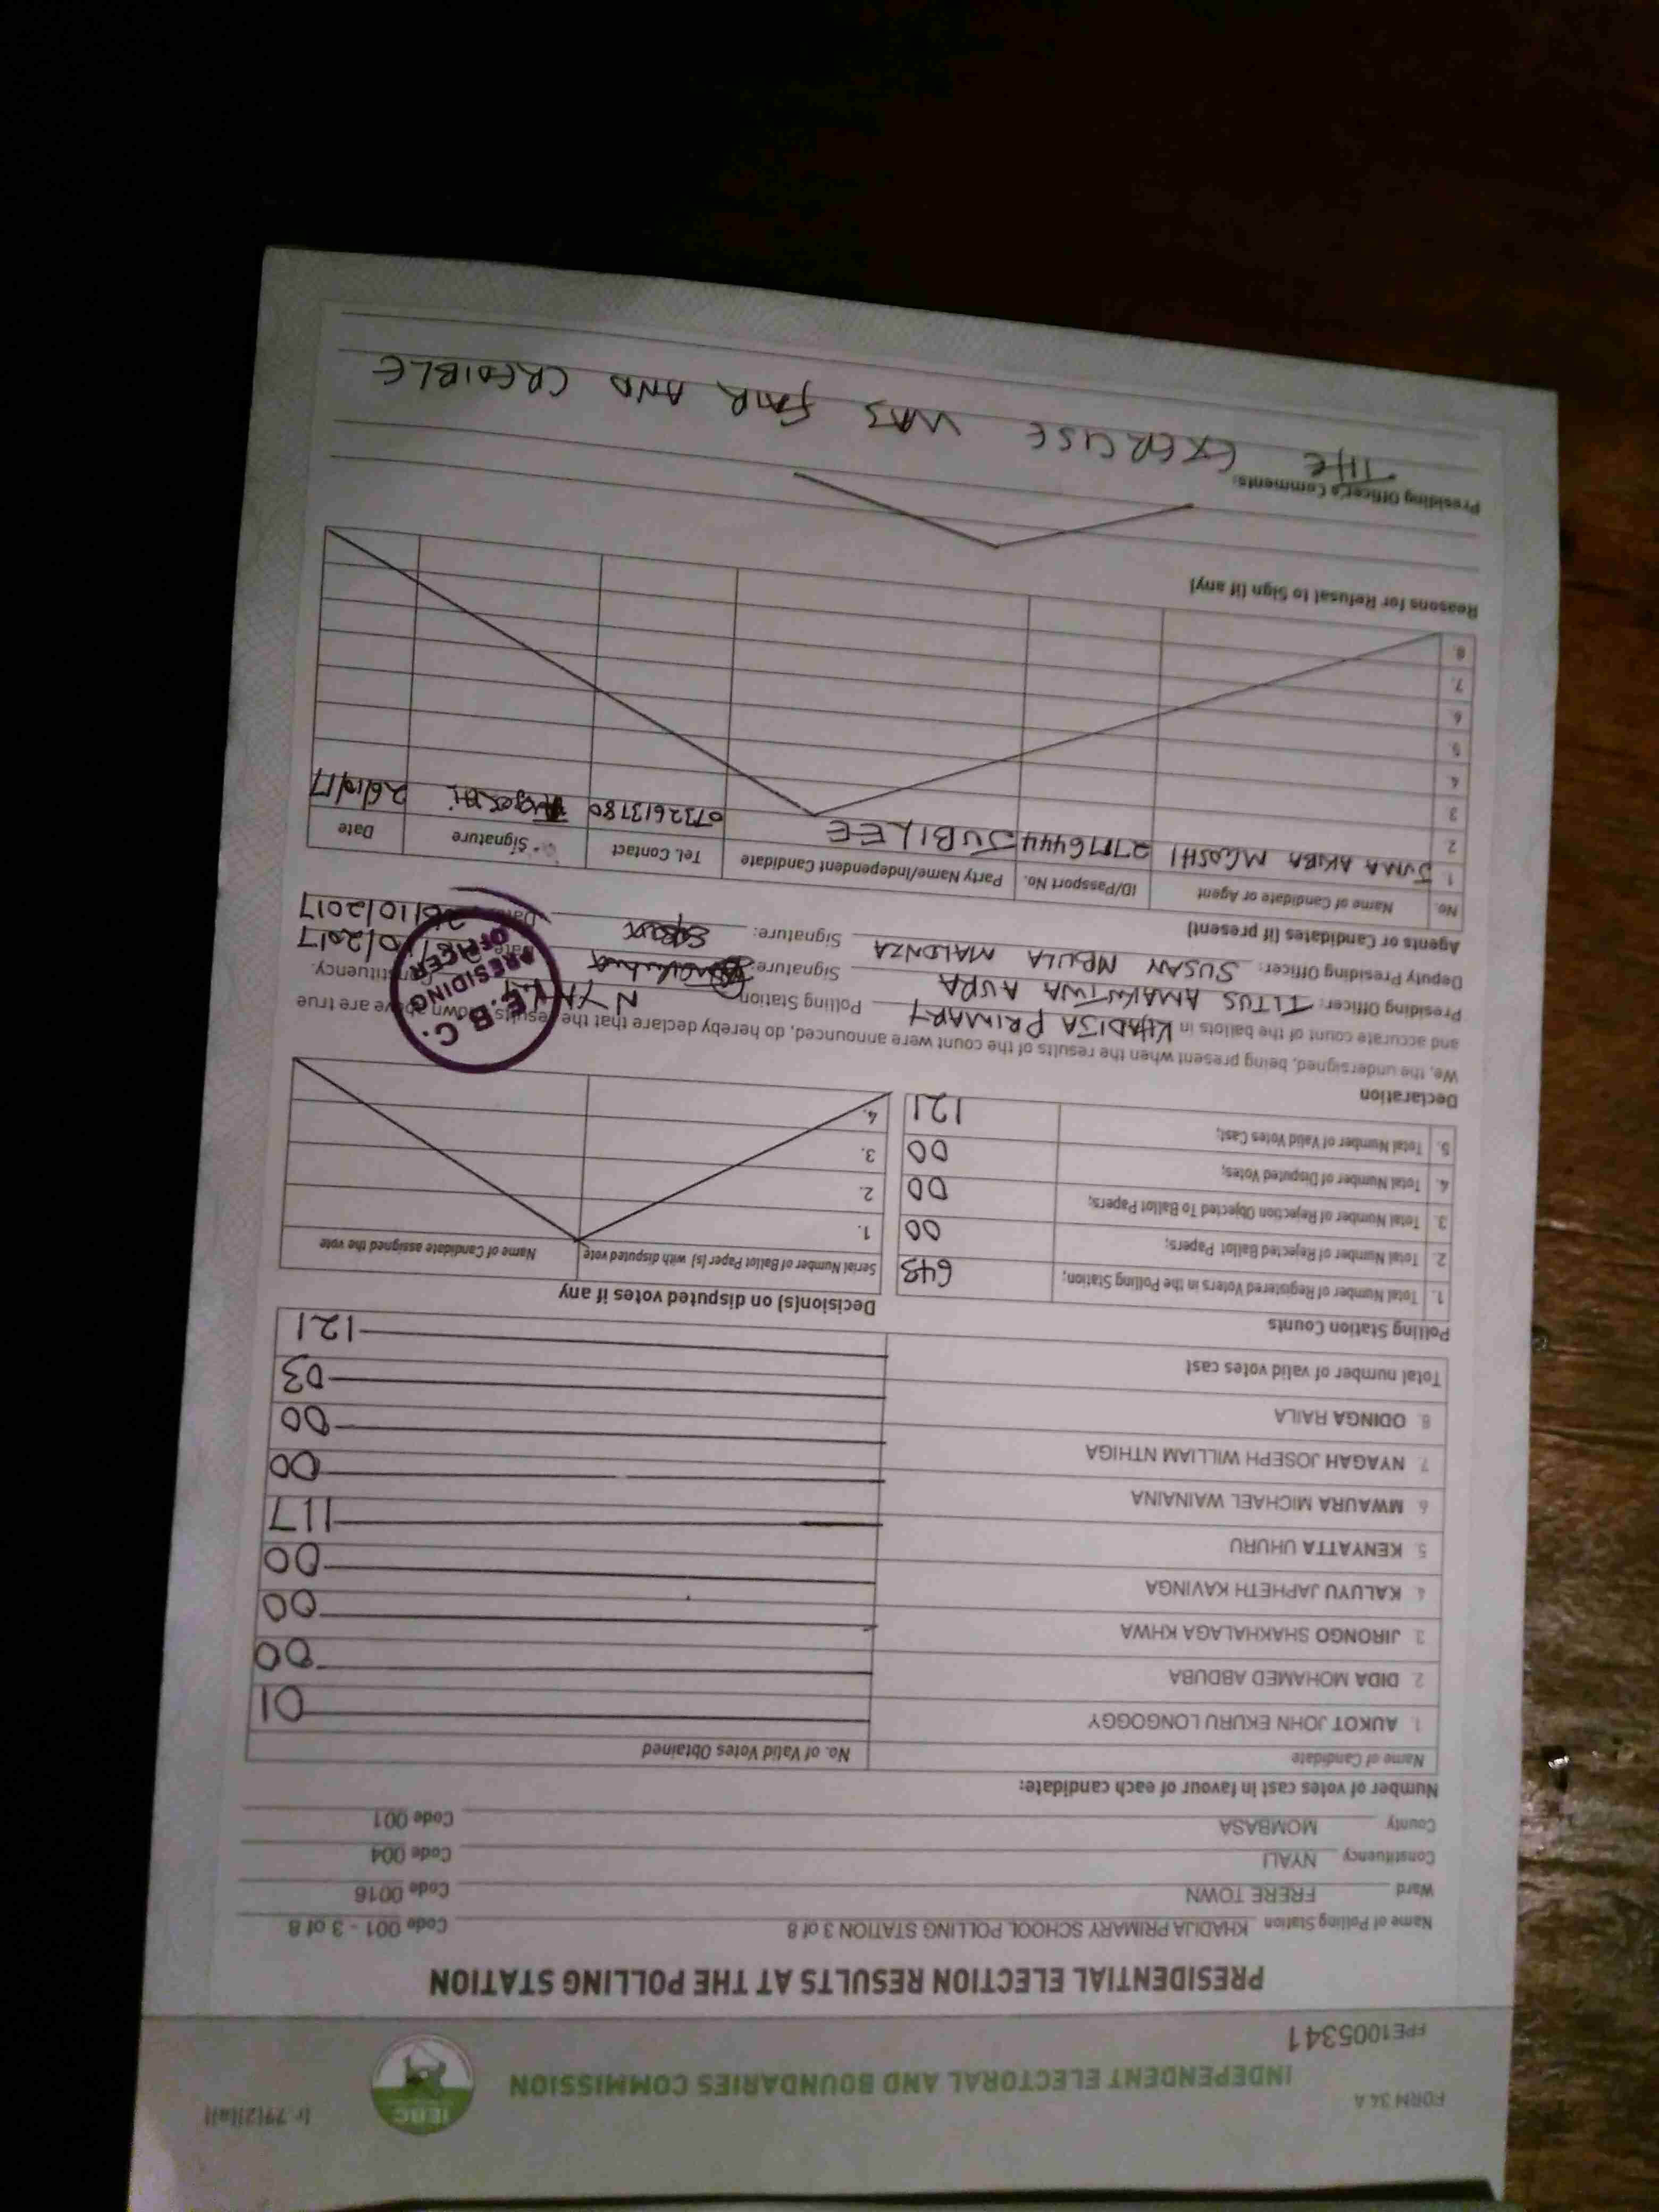 FORM 34 A
(r. 79(2)(a))
INDEPENDENT ELECTORAL AND BOUNDARIES COMMISSION
IEBC
FPE1005341
PRESIDENTIAL ELECTION RESULTS AT THE POLLING STATION
Name of Polling Station KHADIJA PRIMARY SCHOOL POLLING STATION 3 of 8 Code 001 - 3 of 8
Ward FRERE TOWN Code 0016
Constituency NYALI Code 004
County MOMBASA Code 001
Number of votes cast in favour of each candidate:
Name of Candidate No. of Valid Votes Obtained
1. AUKOT JOHN EKURU LONGOGGY 01
2. DIDA MOHAMED ABDUBA 00
3. JIRONGO SHAKHALAGA KHWA 00
4. KALUYU JAPHETH KAVINGA 00
5. KENYATTA UHURU 117
6. MWAURA MICHAEL WAINAINA 00
7. NYAGAH JOSEPH WILLIAM NTHIGA 00
8. ODINGA RAILA 03
Total number of valid votes cast 121
Polling Station Counts
1. Total Number of Registered Voters in the Polling Station; 643
2. Total Number of Rejected Ballot Papers; 00
3. Total Number of Rejection Objected To Ballot Papers; 00
4. Total Number of Disputed Votes; 00
5. Total Number of Valid Votes Cast; 121
Decision(s) on disputed votes if any
Serial Number of Ballot Paper (s) with disputed vote Name of Candidate assigned the vote
1.
2.
3.
4.
Declaration
We, the undersigned, being present when the results of the count were announced, do hereby declare that the results shown above are true
and accurate count of the ballots in KHADIJA PRIMARY Polling Station NYALI Constituency.
Presiding Officer: TITUS AMAKUTWA AURA Signature: Date: 26/10/2017
Deputy Presiding Officer: SUSAN MBULA MALONZA Signature: Date: 26/10/2017
I.E.B.C.
PRESIDING
OFFICER
Agents or Candidates (if present)
No. Name of Candidate or Agent ID/Passport No. Party Name/Independent Candidate Tel. Contact Signature Date
1. JUMA AKIBA MGOSHI JUBILEE 0732613780 26/10/17
2
3
4
5
6
7.
8.
Reasons for Refusal to Sign (if any)
Presiding Officer's Comments:
THE EXERCISE WAS FAIR AND CREDIBLE